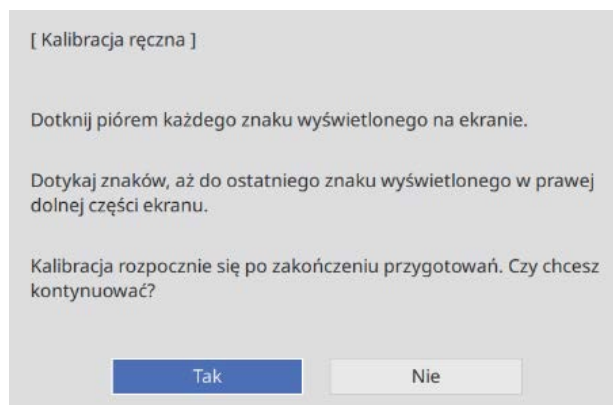 [ Kalibracja ręczna ]
Dotknij piórem każdego znaku wyświetlonego na ekranie.
Dotykaj znaków, aż do ostatniego znaku wyświetlonego w prawej
dolnej części ekranu.
Kalibracja rozpocznie się po zakończeniu przygotowań. Czy chcesz
kontynuować?
Tak
Nie